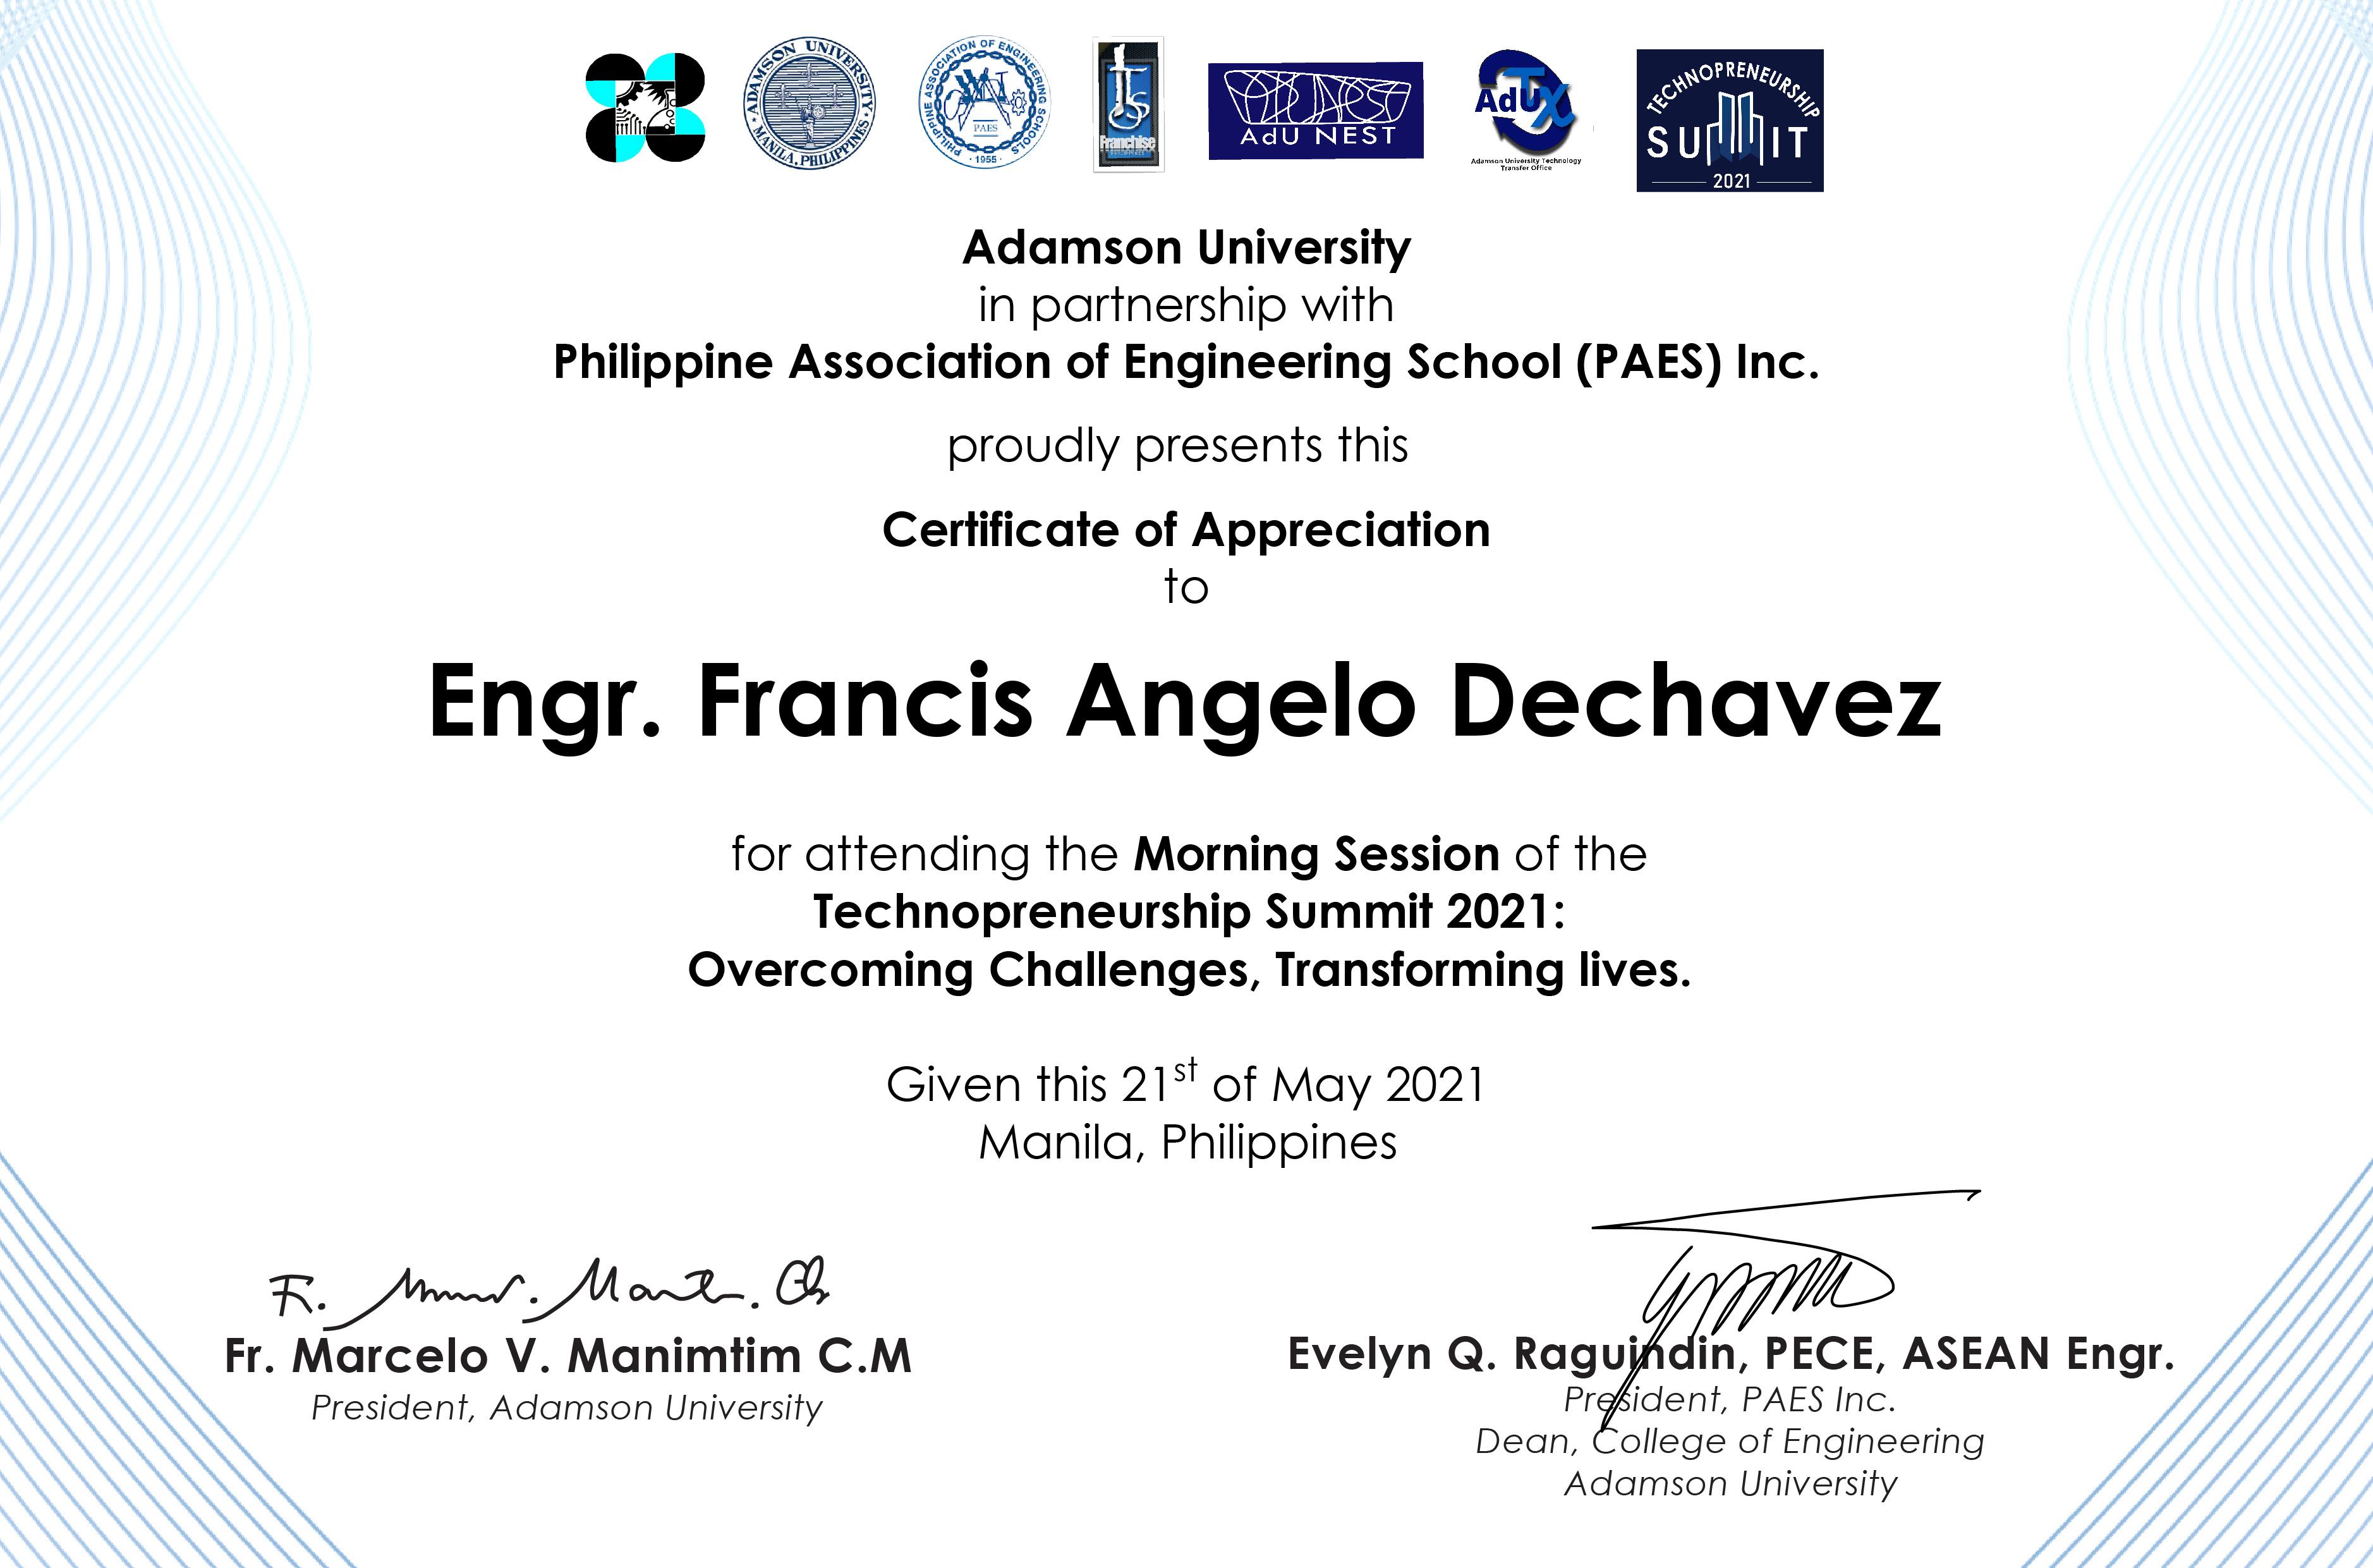 ADAMSON UNIVERSITY
MANILA, PHILIPPINES
PHILIPPINE ASSOCIATION OF ENGINEERING SCHOOLS
PAES
1955
Franchise
AdU NEST
AdUTX
Adamson University Technology
Transfer Office
TECHNOPRENEURSHIP
SUMMIT
2021
Adamson University
in partnership with
Philippine Association of Engineering School (PAES) Inc.
proudly presents this
Certificate of Appreciation
to
Engr. Francis Angelo Dechavez
for attending the Morning Session of the
Technopreneurship Summit 2021:
Overcoming Challenges, Transforming lives.
Given this 21st of May 2021
Manila, Philippines
Fr. Marcelo V. Manimtim C.M
President, Adamson University
Evelyn Q. Raguindin, PECE, ASEAN Engr.
President, PAES Inc.
Dean, College of Engineering
Adamson University